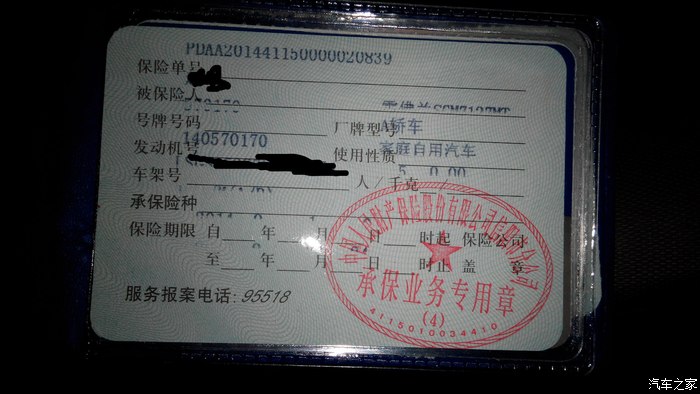 PDAA201441150000020839
保险单号
被保险人
号牌号码 厂牌型号 A轿车
140570170
发动机号 使用性质 家庭自用汽车
车架号 人/千克
承保险种
保险期限 自 年 月 日 时起 保险公司
至 年 月 日 时止 盖 章
服务报案电话:95518
承保业务专用章
(4)
4115010034410
汽车之家